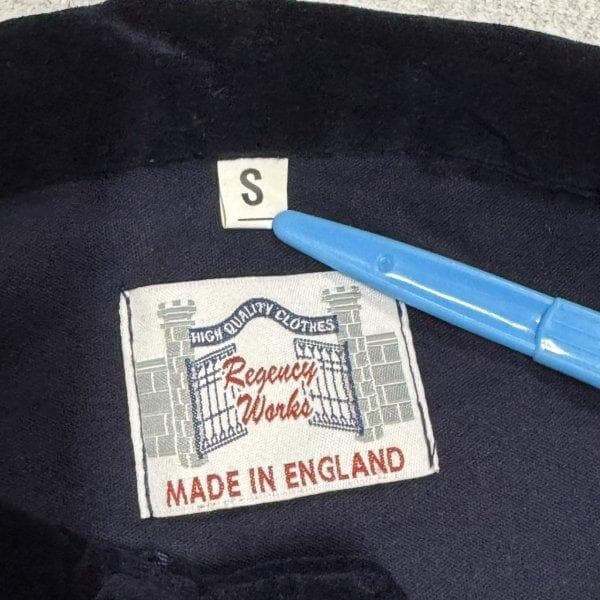 S
HIGH QUALITY CLOTHES
Regency
Works
MADE IN ENGLAND